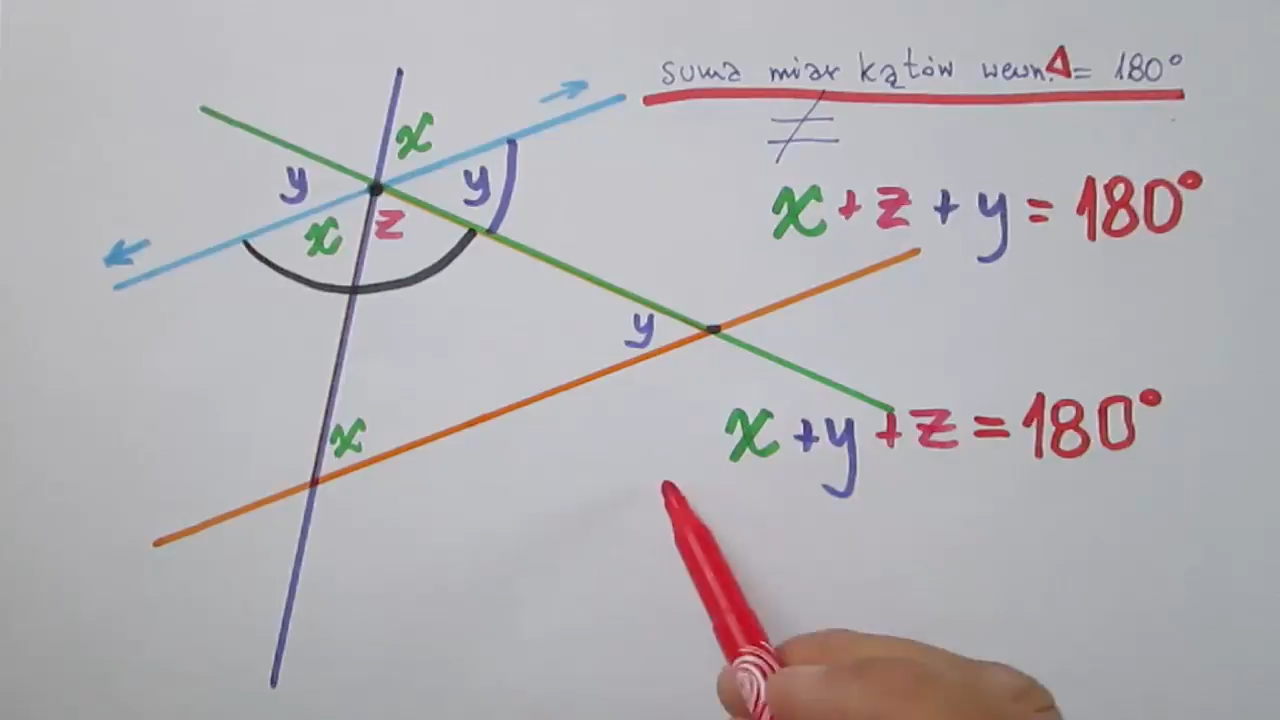 suma miar kątów wewn. Δ = 180°
≠
x + z + y = 180°
x
y
y
x
z
y
x
x + y + z = 180°